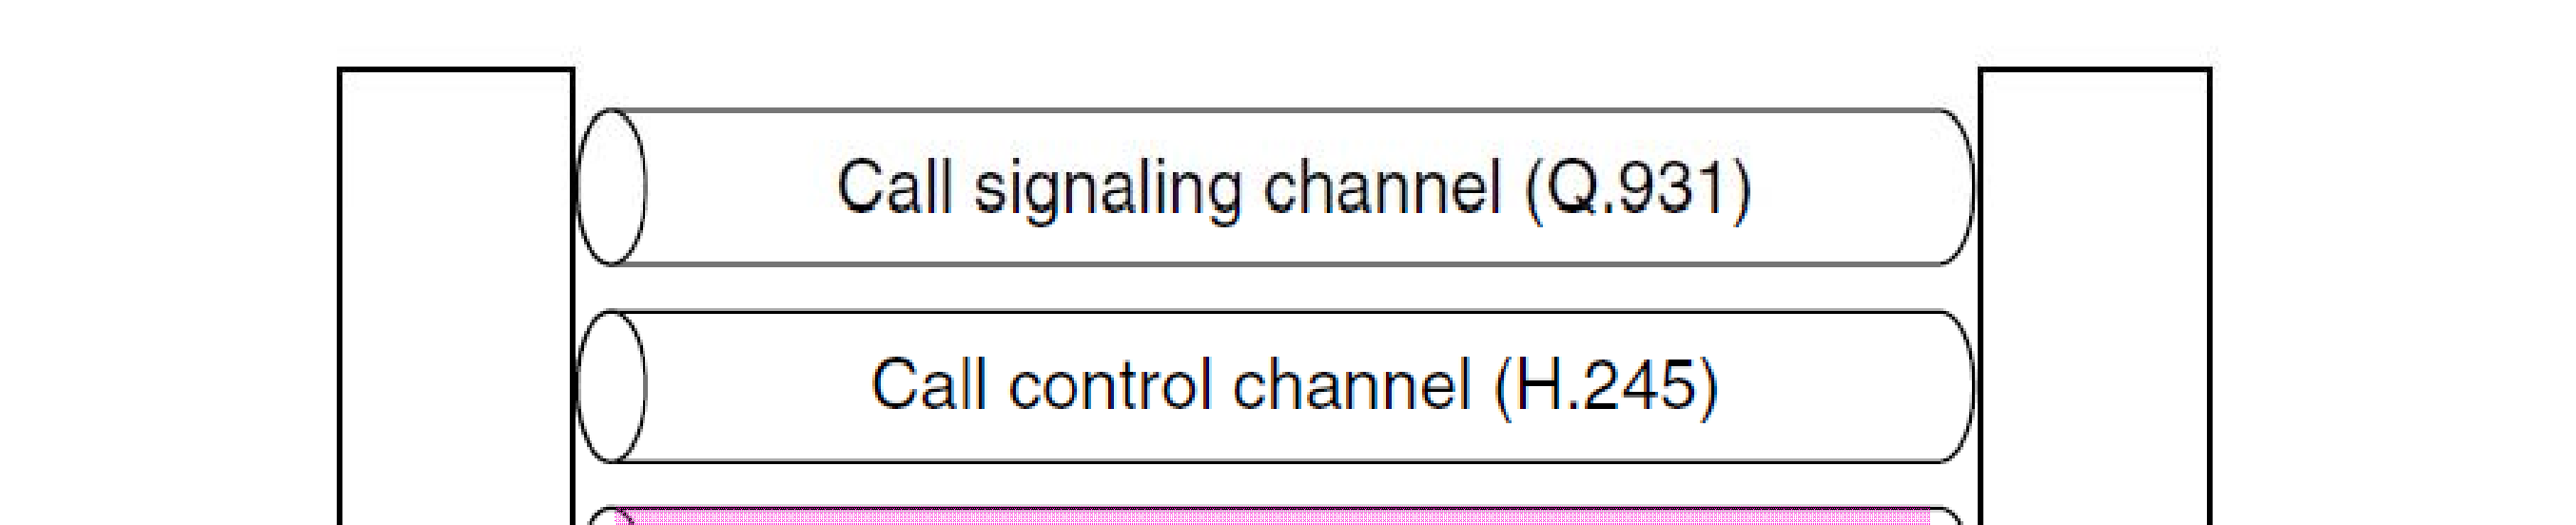 Call signaling channel (Q.931)
Call control channel (H.245)